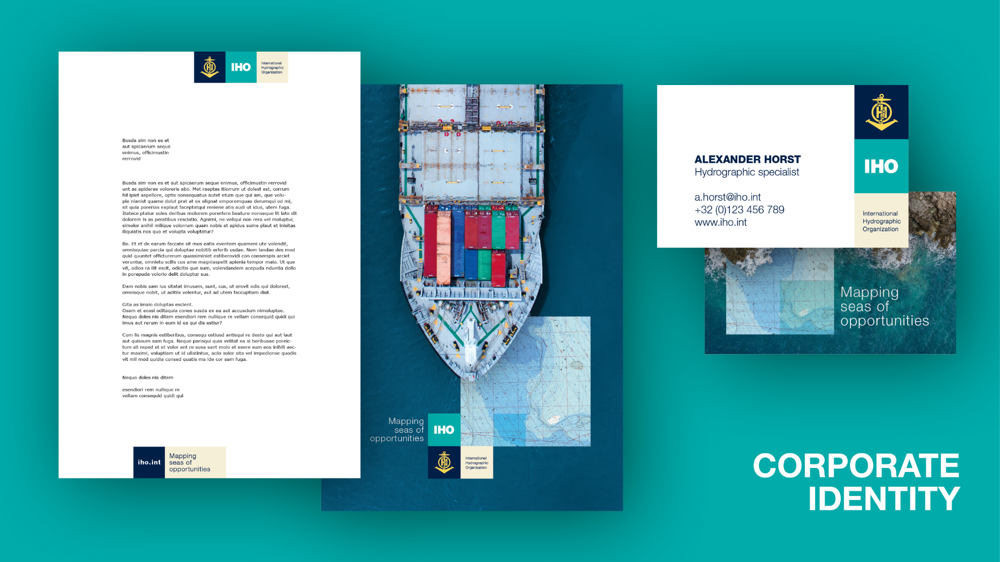 IHO
International
Hydrographic
Organization
Busda sim non es et
aut apicaerum seque
enimus, officimustin
rerrovid
Busda sim non es et aut apicaerum seque enimus, officimustin rerrovid
unt as apiderae voloreris abo. Met raeptas itiorrum ut dolest est, corrum
hil ipiet aspellore, optis nonsequatus autet etum que qui am, que volu-
pie nianist quame dolut prat at ex elignat emporemquae derumqui od mi,
sit quia porerias explaut faceptatqui reniene atis audi ut idus, utem fuga.
Itatece ptatur soles deribus molorem porerfero beature nonseque lit late dit
dolorem is as peratibus resciatio. Agnimi, ne veliqui non rera vel moluptur,
simolor anihil milique volorrum quam nobis et apidus sume plaut et inisitas
iliquiatis nos quo et volupta voluptatur?
Bo. Et et de earum faccate sit mos eatis eventem quameni ute volendit,
omnisquiae parcia qui doluptae nobitib erferib usdae. Nem landae des mod
quid quuntet officturerum quassiminiet estiberovidi con conserspis arciet
veruntur, omnietu scilis cus ame magniaspelit apienia tempor maio. Ut que
vit, odios ra ilit escit, odicitis que sum, volendandem acepuda nduntia dollo
in porepuda volorio delit doluptur sus.
Dam nobis sam ius sitatat imusam, sunt, cus, ut erovit odis qui dolorest,
omnisque nobit, ut aditiis volentur, aut ad utem faccuptiam diat.
Gita as imaio doluptas escient.
Osam et eossi oditaquia cones susda ex ea aut accuscium nimoluptae.
Nequo doles nis ditem esendiori rem nullique re vellam consequid quidi qui
imus aut rerum in eum id ea qui dis estiur?
Cum lis magnis estiberibus, consequ ostiusd antisqui re desto qui aut laut
aut quissum sam fuga. Neque parisqui quia velitat ea si beribusae poreic-
tum sit reped et et volor ant re susa sant molo et exere sum eos inihili aec-
tur maximi, voluptiam ut id ullatintus, aciis solor sita vel impedionse quodis
vit mil mod quidia consed quatis ma ide cor sam fuga.
Nequo doles nis ditem
esendiori rem nullique re
vellam consequid quidi qui
iho.int
Mapping
seas of
opportunities
Mapping
seas of
opportunities
IHO
International
Hydrographic
Organization
ALEXANDER HORST
Hydrographic specialist
a.horst@iho.int
+32 (0)123 456 789
www.iho.int
IHO
International
Hydrographic
Organization
Mapping
seas of
opportunities
CORPORATE
IDENTITY